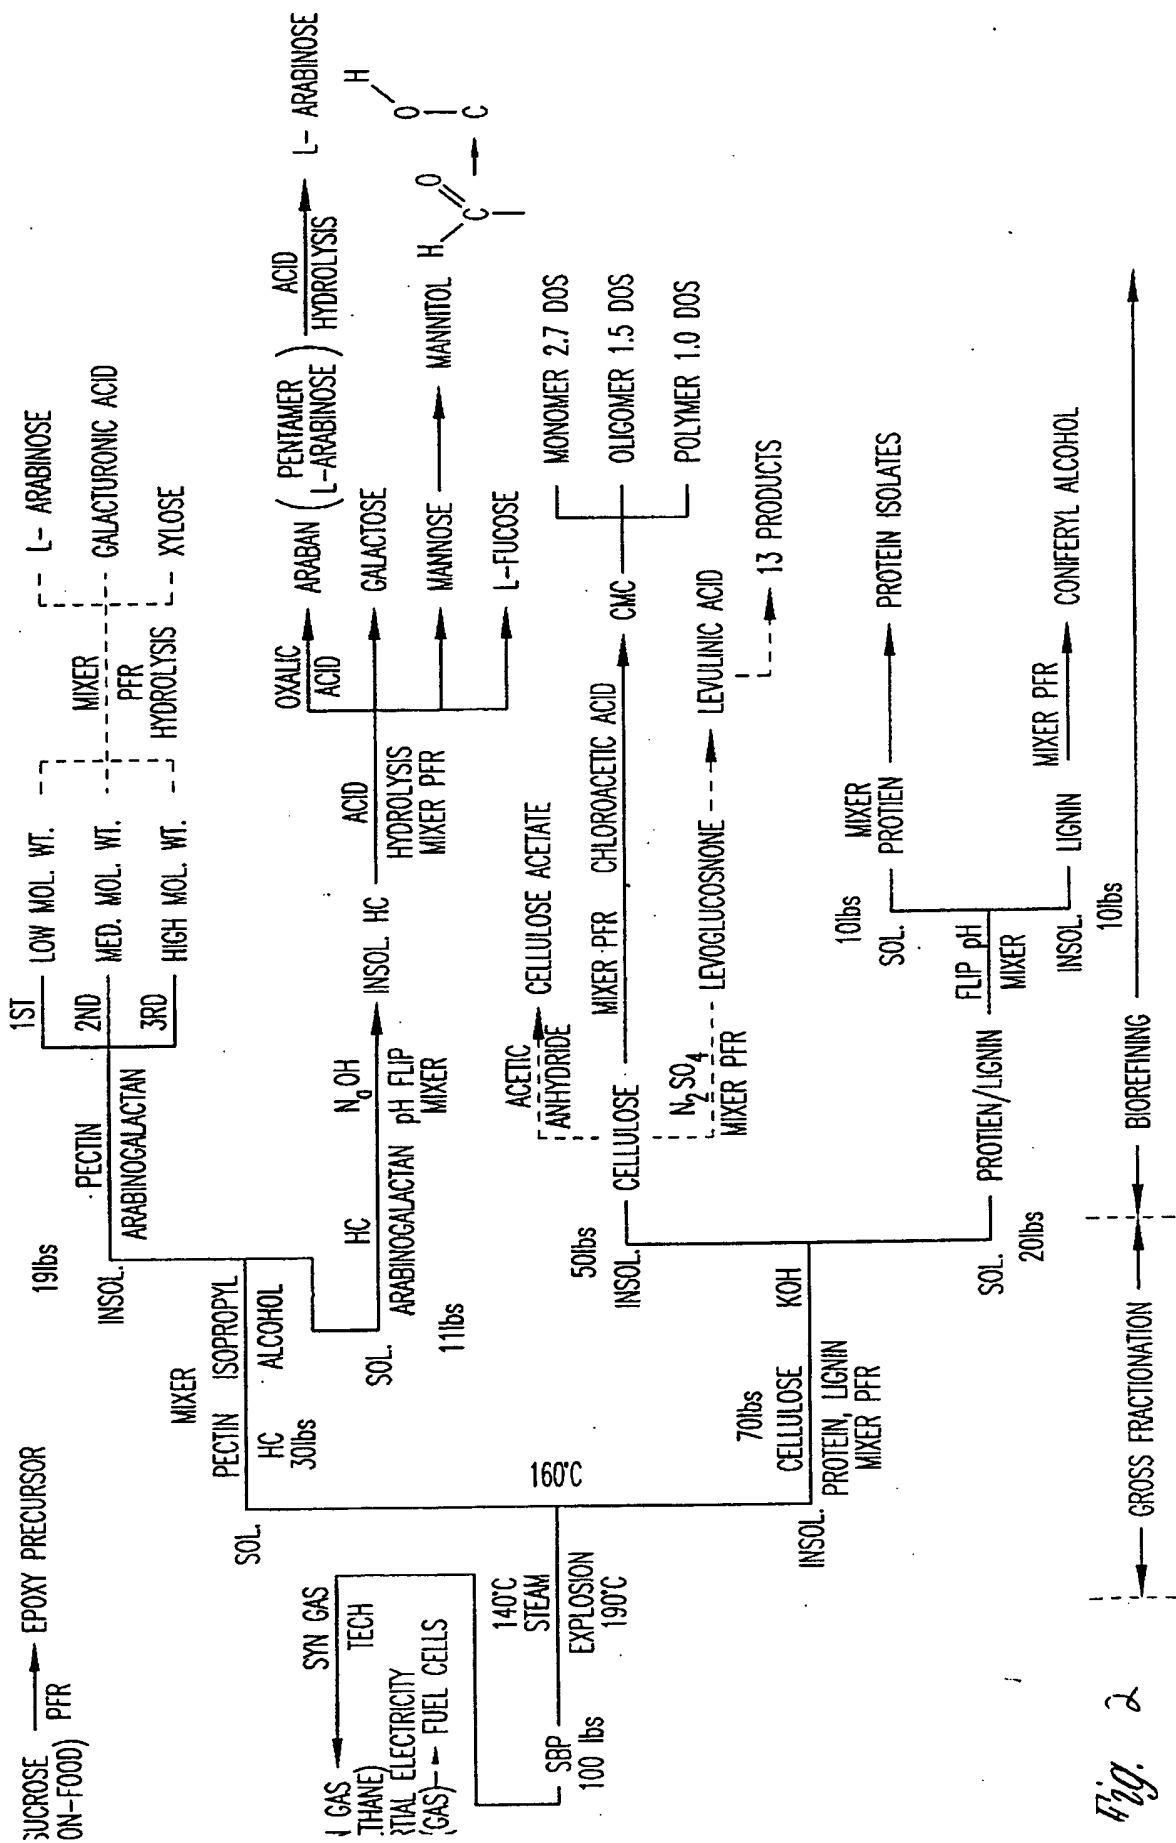 SUCROSE
ON-FOOD)
PFR
EPOXY PRECURSOR
GAS
THANE)
RTIAL ELECTRICITY
(GAS)
FUEL CELLS
SYN GAS
TECH
SBP
100 lbs
140°C
STEAM
EXPLOSION
190°C
160°C
SOL.
MIXER
PECTIN ISOPROPYL
HC ALCOHOL
30lbs
19lbs
INSOL.
PECTIN
ARABINOGALACTAN
1ST
2ND
3RD
LOW MOL. WT.
MED. MOL. WT.
HIGH MOL. WT.
MIXER
PFR
HYDROLYSIS
L- ARABINOSE
GALACTURONIC ACID
XYLOSE
SOL.
11lbs
HC
ARABINOGALACTAN
NaOH
pH FLIP
MIXER
INSOL. HC
ACID
HYDROLYSIS
MIXER PFR
OXALIC
ACID
ARABAN
(PENTAMER
L-ARABINOSE)
ACID
HYDROLYSIS
L- ARABINOSE
GALACTOSE
MANNOSE
MANNITOL
H
C
O
C
O
H
L-FUCOSE
INSOL.
70lbs
CELLULOSE
PROTEIN, LIGNIN
MIXER PFR
KOH
50lbs
INSOL.
CELLULOSE
ACETIC
ANHYDRIDE
CELLULOSE ACETATE
MIXER PFR CHLOROACETIC ACID
CMC
MONOMER 2.7 DOS
OLIGOMER 1.5 DOS
POLYMER 1.0 DOS
N2SO4
MIXER PFR
LEVOGLUCOSNONE
LEVULINIC ACID
13 PRODUCTS
SOL.
20lbs
PROTIEN/LIGNIN
FLIP pH
MIXER
10lbs
SOL.
MIXER
PROTIEN
PROTEIN ISOLATES
INSOL.
10lbs
LIGNIN
MIXER PFR
CONIFERYL ALCOHOL
GROSS FRACTIONATION
BIOREFINING
Fig. 2